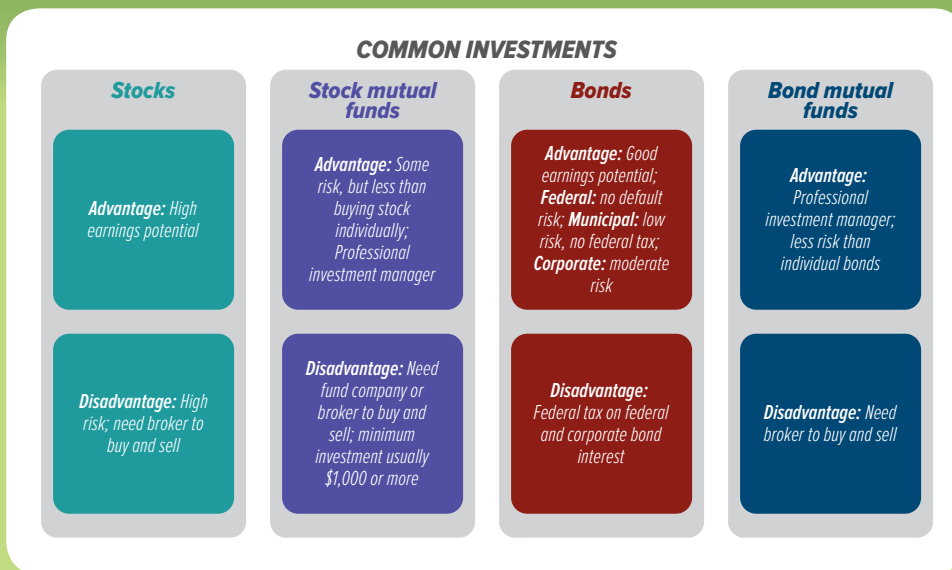 COMMON INVESTMENTS
Stocks
Advantage: High
earnings potential
Disadvantage: High
risk; need broker to
buy and sell
Stock mutual
funds
Advantage: Some
risk, but less than
buying stock
individually;
Professional
investment manager
Disadvantage: Need
fund company or
broker to buy and
sell; minimum
investment usually
$1,000 or more
Bonds
Advantage: Good
earnings potential;
Federal: no default
risk; Municipal: low
risk, no federal tax;
Corporate: moderate
risk
Disadvantage:
Federal tax on federal
and corporate bond
interest
Bond mutual
funds
Advantage:
Professional
investment manager;
less risk than
individual bonds
Disadvantage: Need
broker to buy and sell